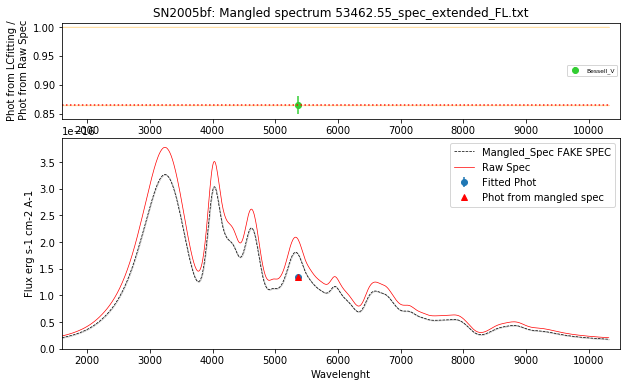 SN2005bf: Mangled spectrum 53462.55_spec_extended_FL.txt
Phot from LCfitting /
Phot from Raw Spec
1.00
0.95
0.90
0.85
Bessell_V
2000 3000 4000 5000 6000 7000 8000 9000 10000
1e−16
Flux erg s-1 cm-2 A-1
3.5
3.0
2.5
2.0
1.5
1.0
0.5
0.0
Mangled_Spec FAKE SPEC
Raw Spec
Fitted Phot
Phot from mangled spec
2000 3000 4000 5000 6000 7000 8000 9000 10000
Wavelenght